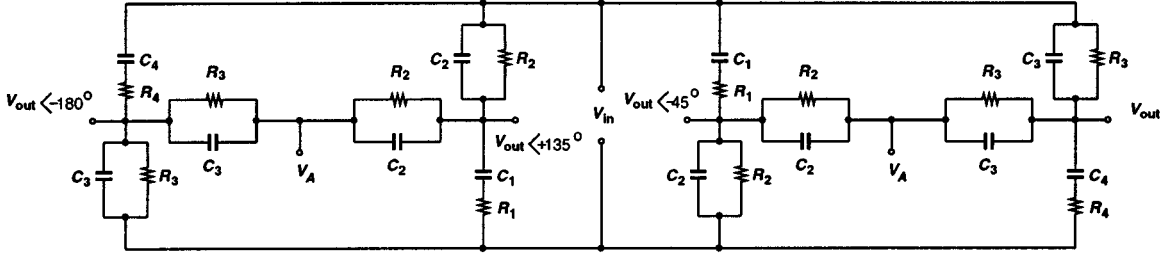 C4
R4
Vout <-180°
R3
C3
C3
R3
VA
R2
C2
C2
R2
Vout <+135°
C1
R1
Vin
C1
R1
Vout <-45°
C2
R2
R2
C2
VA
R3
C3
C3
R3
Vout
C4
R4